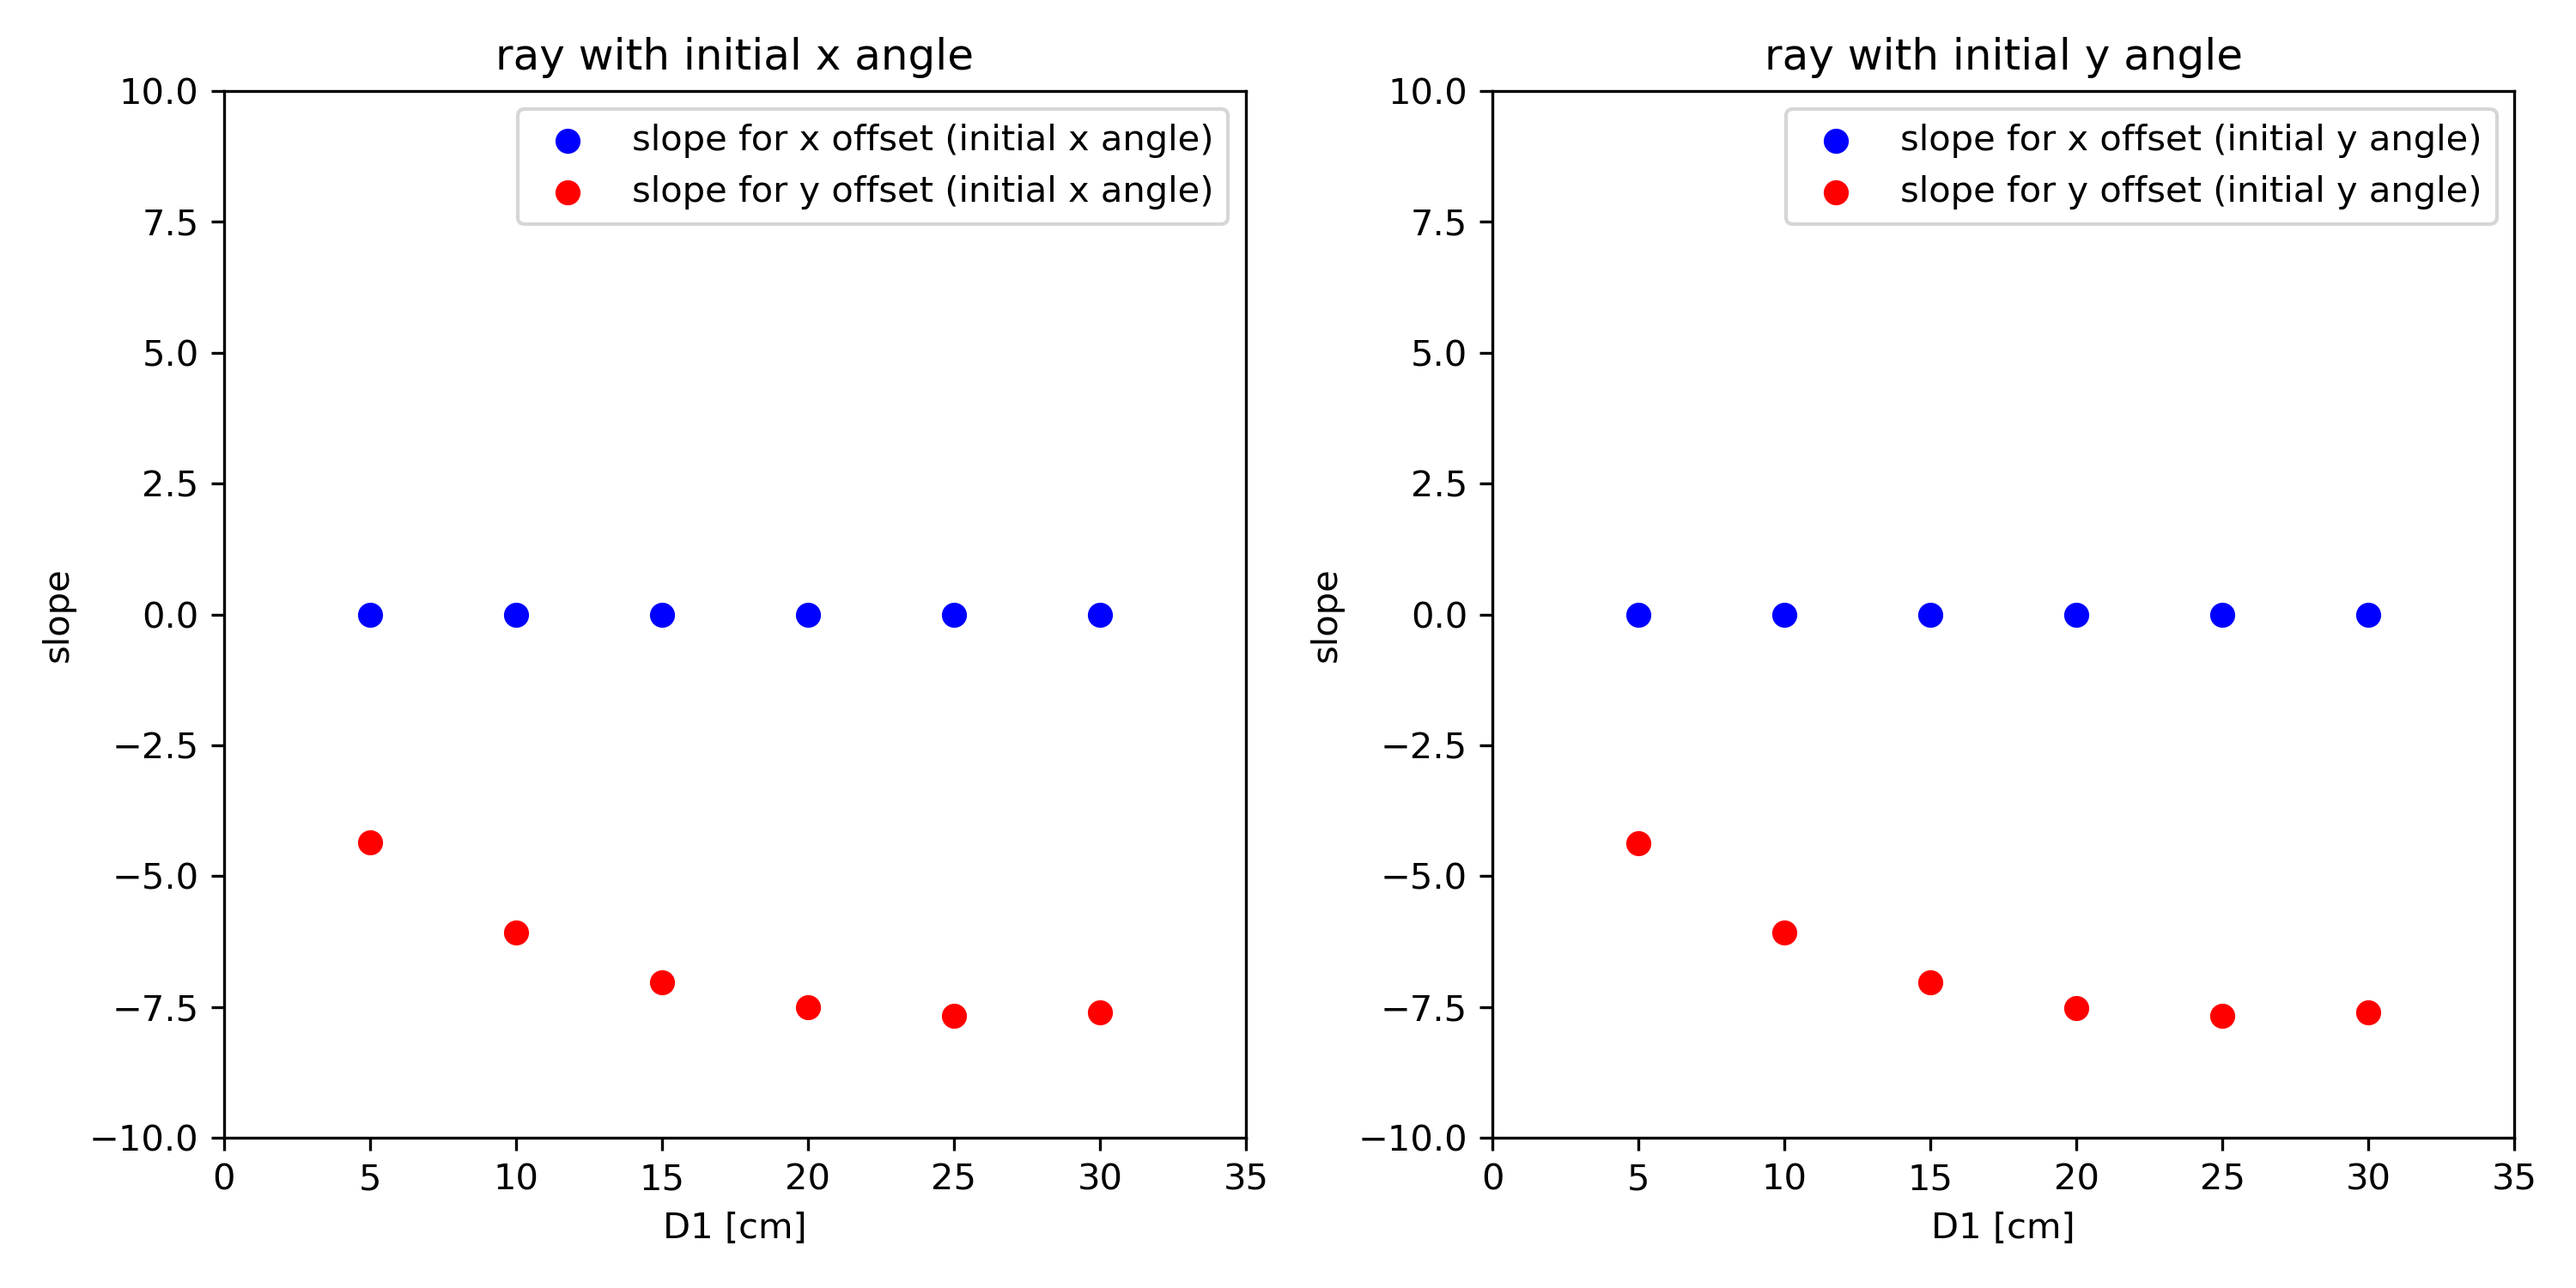 ray with initial x angle
slope for x offset (initial x angle)
slope for y offset (initial x angle)
10.0
7.5
5.0
2.5
0.0
−2.5
−5.0
−7.5
−10.0
slope
0 5 10 15 20 25 30 35
D1 [cm]
ray with initial y angle
slope for x offset (initial y angle)
slope for y offset (initial y angle)
10.0
7.5
5.0
2.5
0.0
−2.5
−5.0
−7.5
−10.0
slope
0 5 10 15 20 25 30 35
D1 [cm]